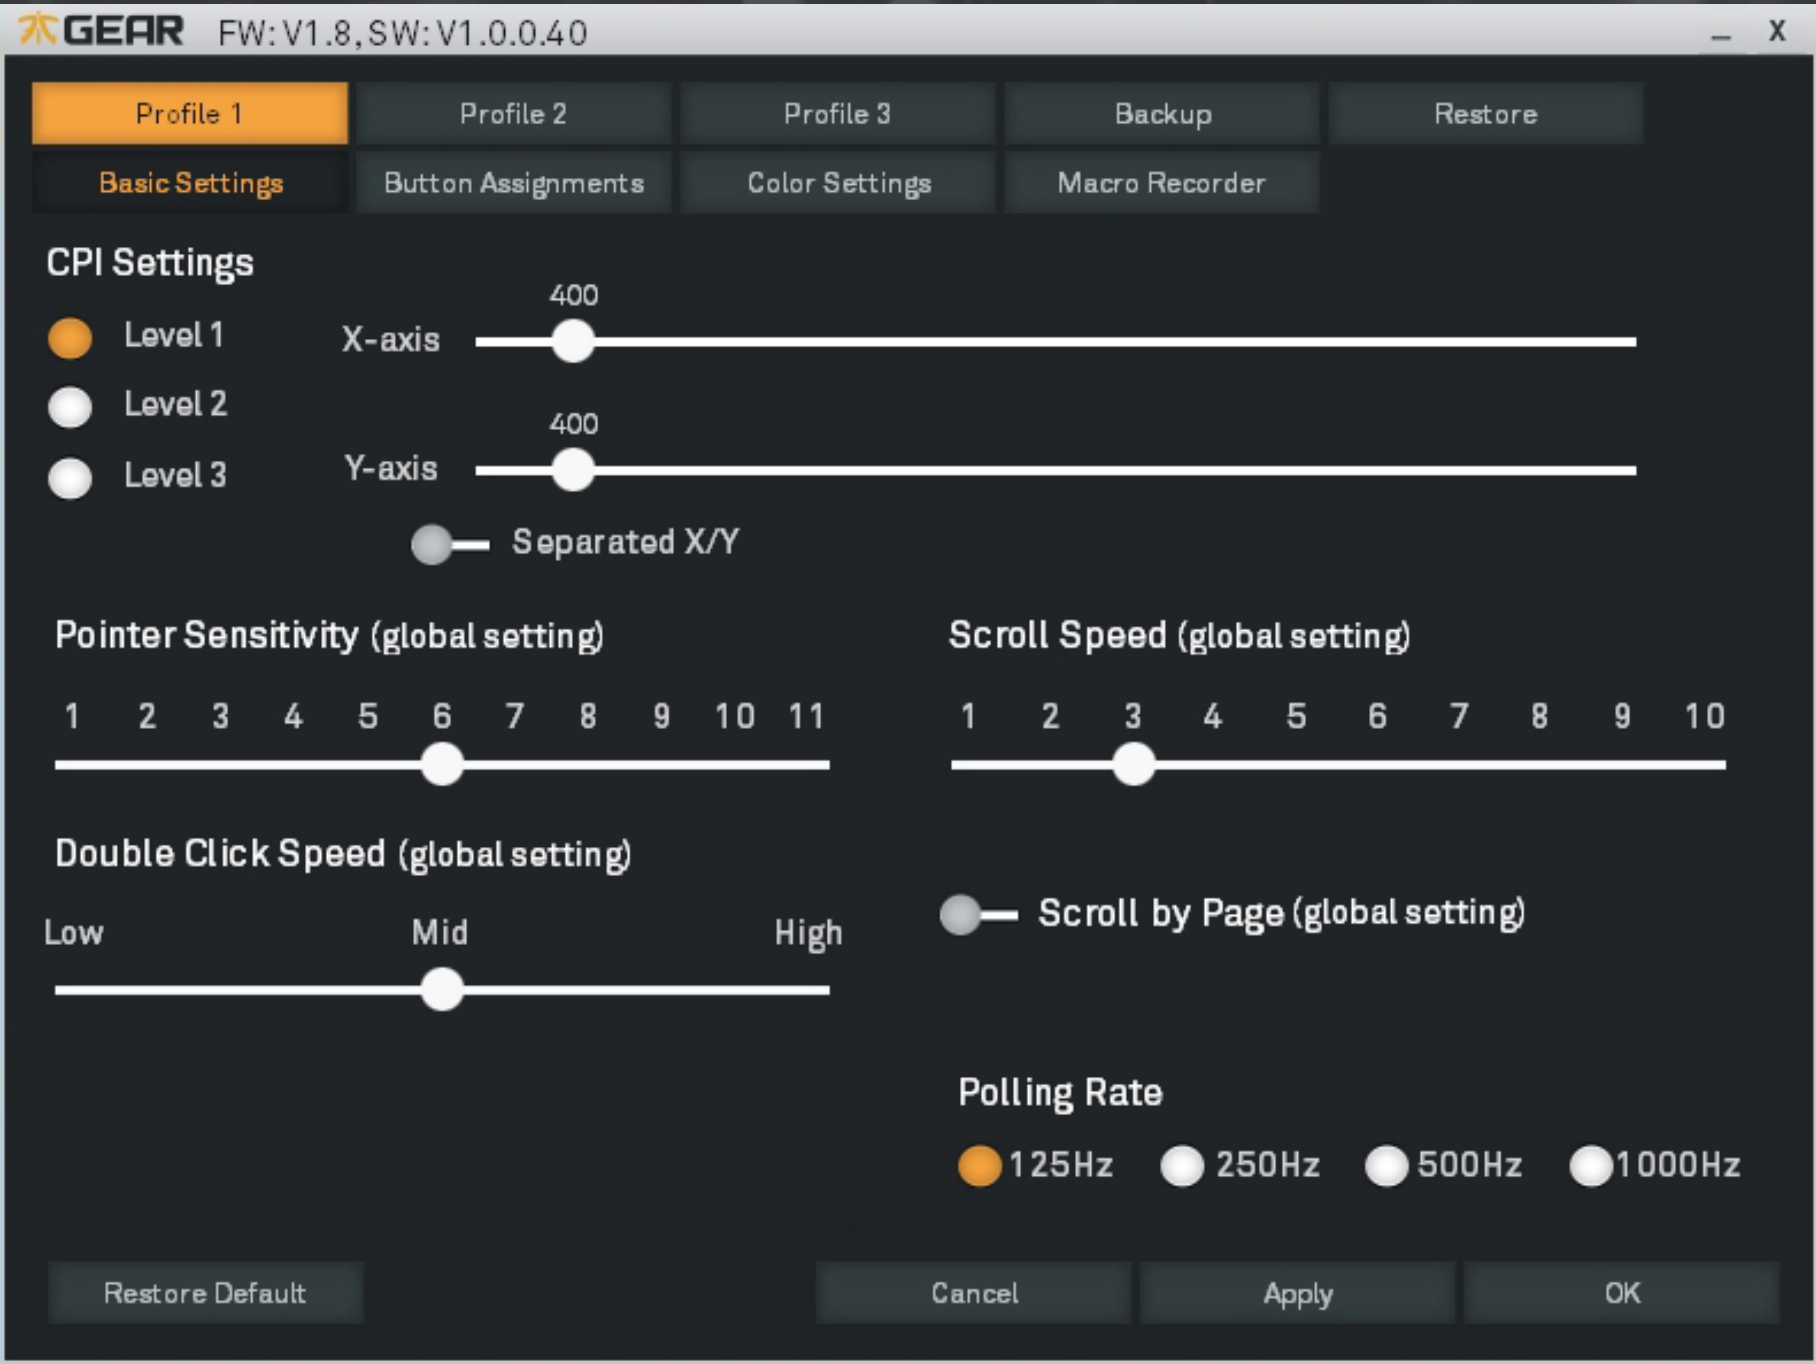 GEAR FW: V1.8, SW: V1.0.0.40 _ X
Profile 1 Profile 2 Profile 3 Backup Restore
Basic Settings Button Assignments Color Settings Macro Recorder
CPI Settings
400
Level 1 X-axis
Level 2
400
Level 3 Y-axis
Separated X/Y
Pointer Sensitivity (global setting) Scroll Speed (global setting)
1 2 3 4 5 6 7 8 9 10 11 1 2 3 4 5 6 7 8 9 10
Double Click Speed (global setting)
Scroll by Page (global setting)
Low Mid High
Polling Rate
125Hz 250Hz 500Hz 1000Hz
Restore Default Cancel Apply OK